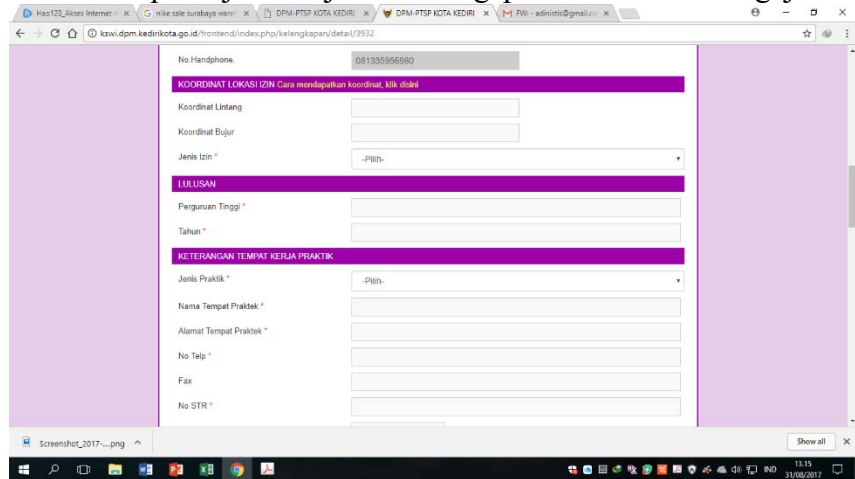 Hao123_Akses Internet
nike sale surabaya
DPM-PTSP KOTA KEDIRI
DPM-PTSP KOTA KEDIRI
FW: - adinistis@gmail.c
kswi.dpm.kedirikota.go.id/frontend/index.php/kelengkapan/detail/3932
No.Handphone. 081335956980
KOORDINAT LOKASI IZIN Cara mendapatkan koordinat, klik disini
Koordinat Lintang
Koordinat Bujur
Jenis Izin * -Pilih-
LULUSAN
Perguruan Tinggi *
Tahun *
KETERANGAN TEMPAT KERJA PRAKTIK
Jenis Praktik * -Pilih-
Nama Tempat Praktek *
Alamat Tempat Praktek *
No Telp *
Fax
No STR *
Screenshot_2017-....png
Show all
IND
13.15
31/08/2017